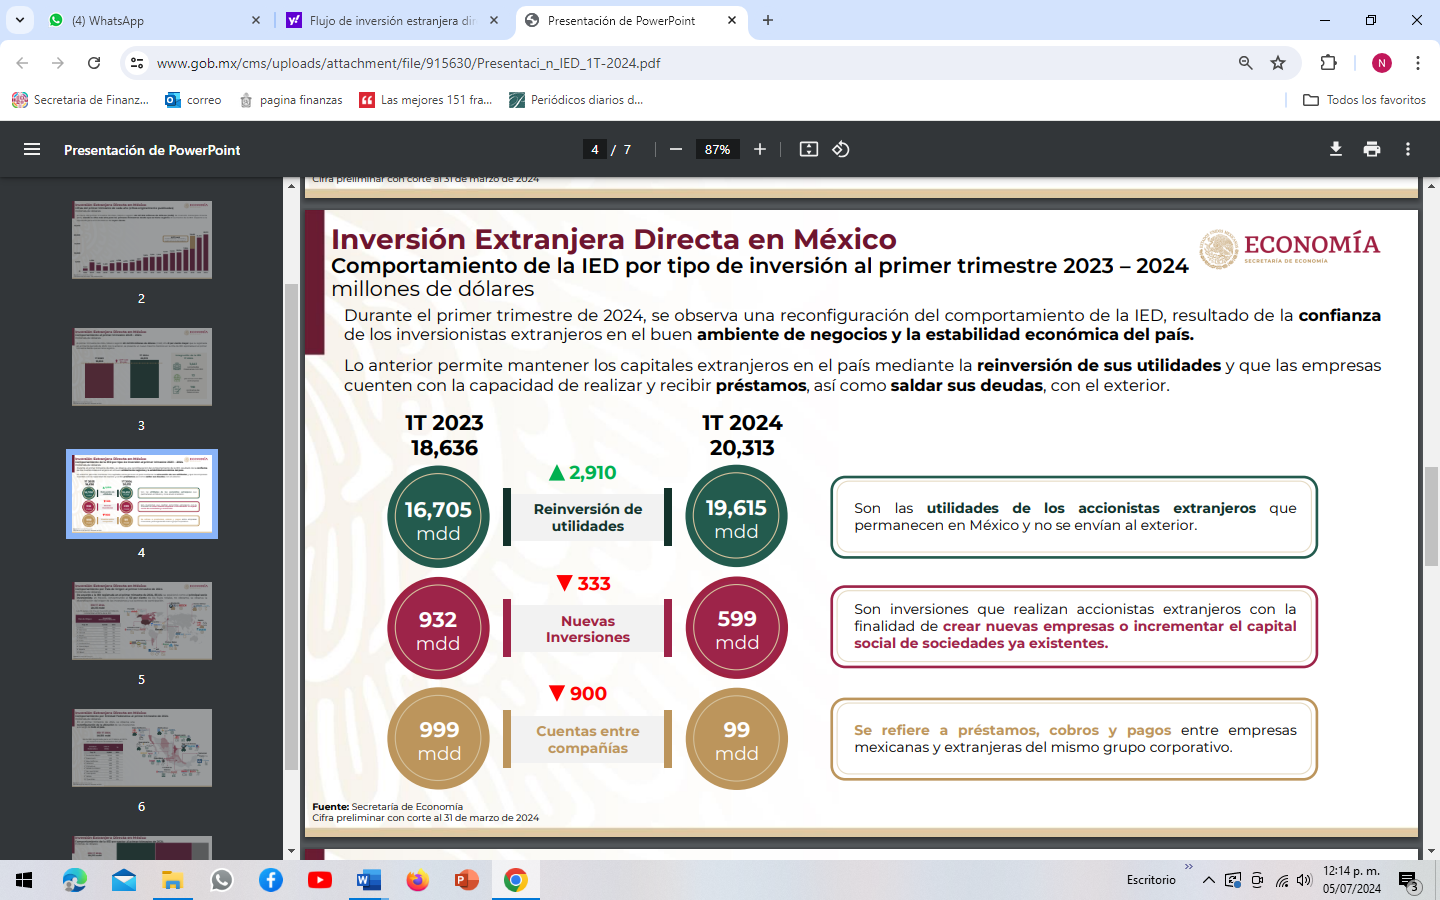 (4) WhatsApp
Flujo de inversión estranjera di
Presentación de PowerPoint
www.gob.mx/cms/uploads/attachment/file/915630/Presentaci_n_IED_1T-2024.pdf
N
Secretaria de Finanz...
correo
pagina finanzas
Las mejores 151 fra...
Periódicos diarios d...
Todos los favoritos
Presentación de PowerPoint
4 / 7
87%
2
3
4
5
6
Cifra preliminar con corte al 31 de marzo de 2024
Inversión Extranjera Directa en México
ECONOMÍA
SECRETARÍA DE ECONOMÍA
Comportamiento de la IED por tipo de inversión al primer trimestre 2023 – 2024
millones de dólares
Durante el primer trimestre de 2024, se observa una reconfiguración del comportamiento de la IED, resultado de la confianza
de los inversionistas extranjeros en el buen ambiente de negocios y la estabilidad económica del país.
Lo anterior permite mantener los capitales extranjeros en el país mediante la reinversión de sus utilidades y que las empresas
cuenten con la capacidad de realizar y recibir préstamos, así como saldar sus deudas, con el exterior.
1T 2023
18,636
1T 2024
20,313
2,910
16,705
mdd
Reinversión de
utilidades
19,615
mdd
Son las utilidades de los accionistas extranjeros que
permanecen en México y no se envían al exterior.
333
932
mdd
Nuevas
Inversiones
599
mdd
Son inversiones que realizan accionistas extranjeros con la
finalidad de crear nuevas empresas o incrementar el capital
social de sociedades ya existentes.
900
999
mdd
Cuentas entre
compañías
99
mdd
Se refiere a préstamos, cobros y pagos entre empresas
mexicanas y extranjeras del mismo grupo corporativo.
Fuente: Secretaría de Economía
Cifra preliminar con corte al 31 de marzo de 2024
Escritorio
12:14 p. m.
05/07/2024
3